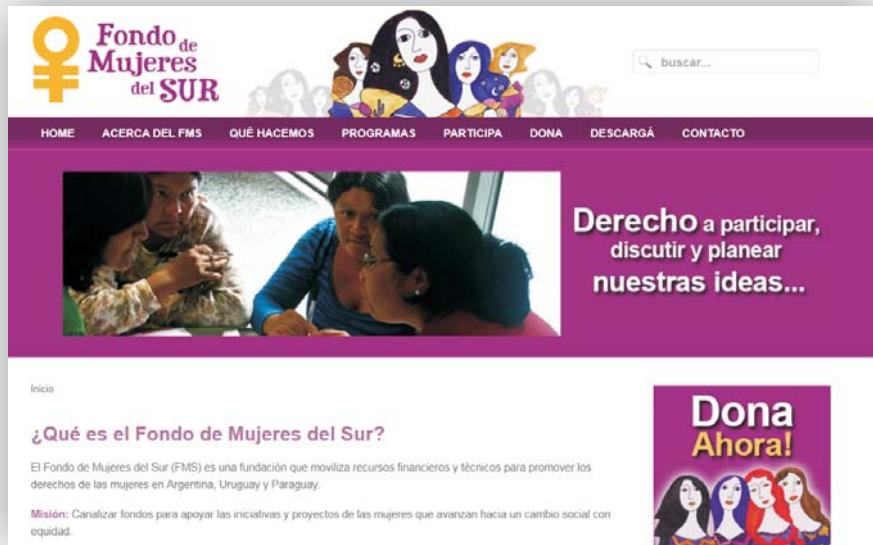 Fondo de
Mujeres
del SUR
buscar...
HOME ACERCA DEL FMS QUÉ HACEMOS PROGRAMAS PARTICIPA DONA DESCARGÁ CONTACTO
Derecho a participar,
discutir y planear
nuestras ideas...
Inicio
¿Qué es el Fondo de Mujeres del Sur?
El Fondo de Mujeres del Sur (FMS) es una fundación que moviliza recursos financieros y técnicos para promover los
derechos de las mujeres en Argentina, Uruguay y Paraguay.
Misión: Canalizar fondos para apoyar las iniciativas y proyectos de las mujeres que avanzan hacia un cambio social con
equidad.
Dona
Ahora!